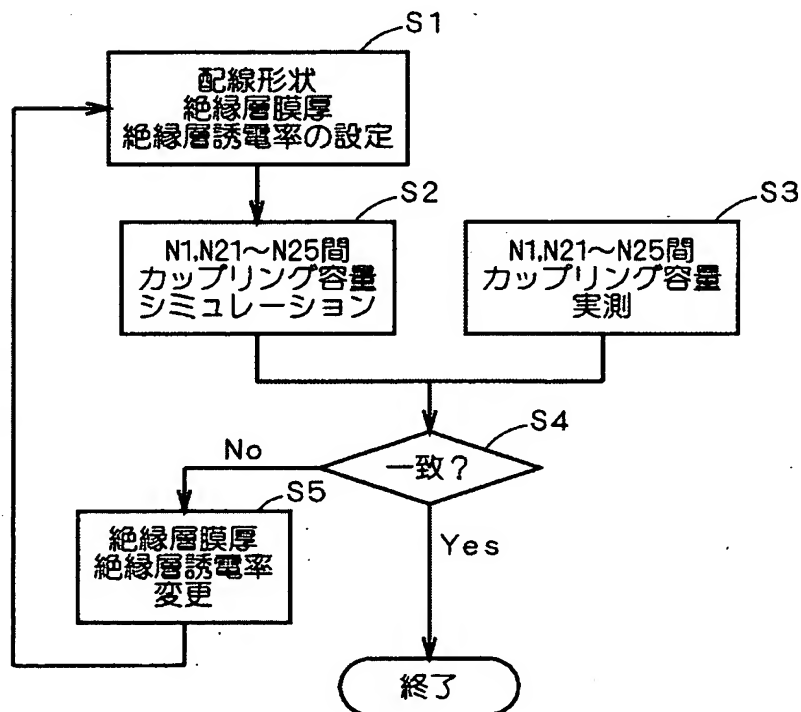 S1
配線形状
絶縁層膜厚
絶縁層誘電率の設定
S2
N1,N21～N25間
カップリング容量
シミュレーション
S3
N1,N21～N25間
カップリング容量
実測
S4
一致？
No
S5
絶縁層膜厚
絶縁層誘電率
変更
Yes
終了